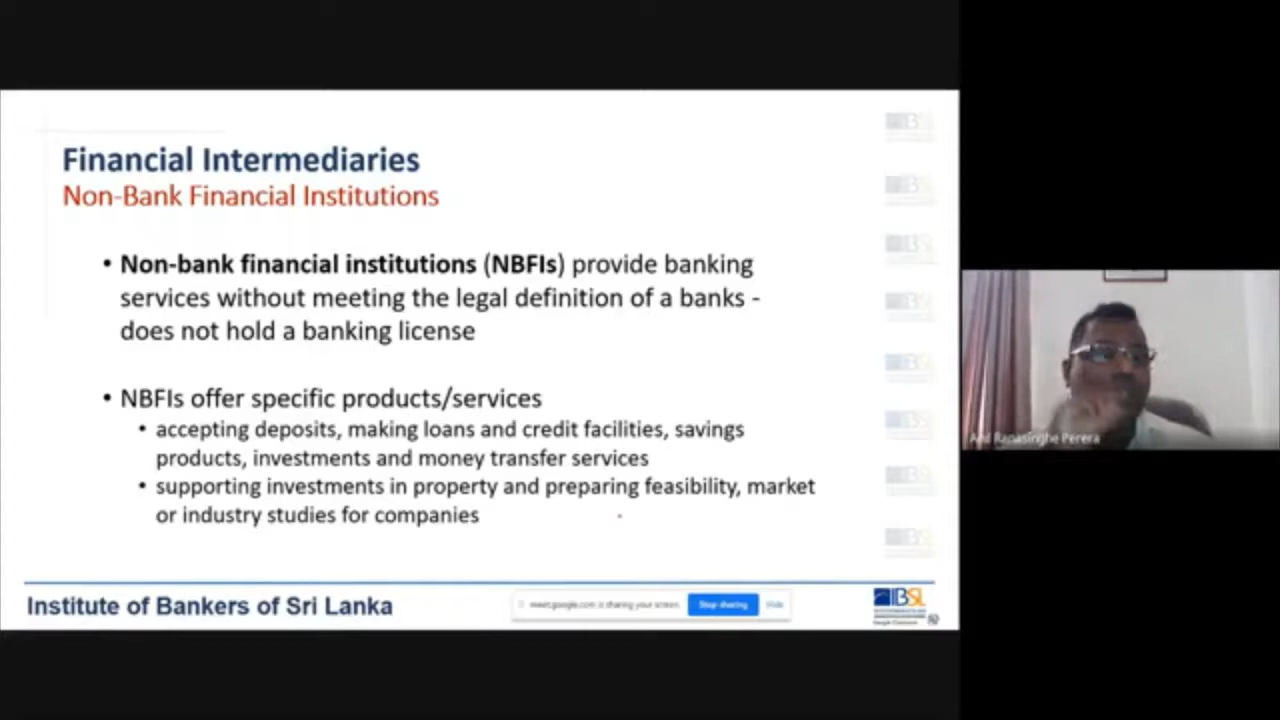 Financial Intermediaries
Non-Bank Financial Institutions
• Non-bank financial institutions (NBFIs) provide banking
services without meeting the legal definition of a banks -
does not hold a banking license
• NBFIs offer specific products/services
• accepting deposits, making loans and credit facilities, savings
products, investments and money transfer services
• supporting investments in property and preparing feasibility, market
or industry studies for companies
Institute of Bankers of Sri Lanka
meet.google.com is sharing your screen.
Stop sharing
Hide
IBSL
Ranasinghe Perera